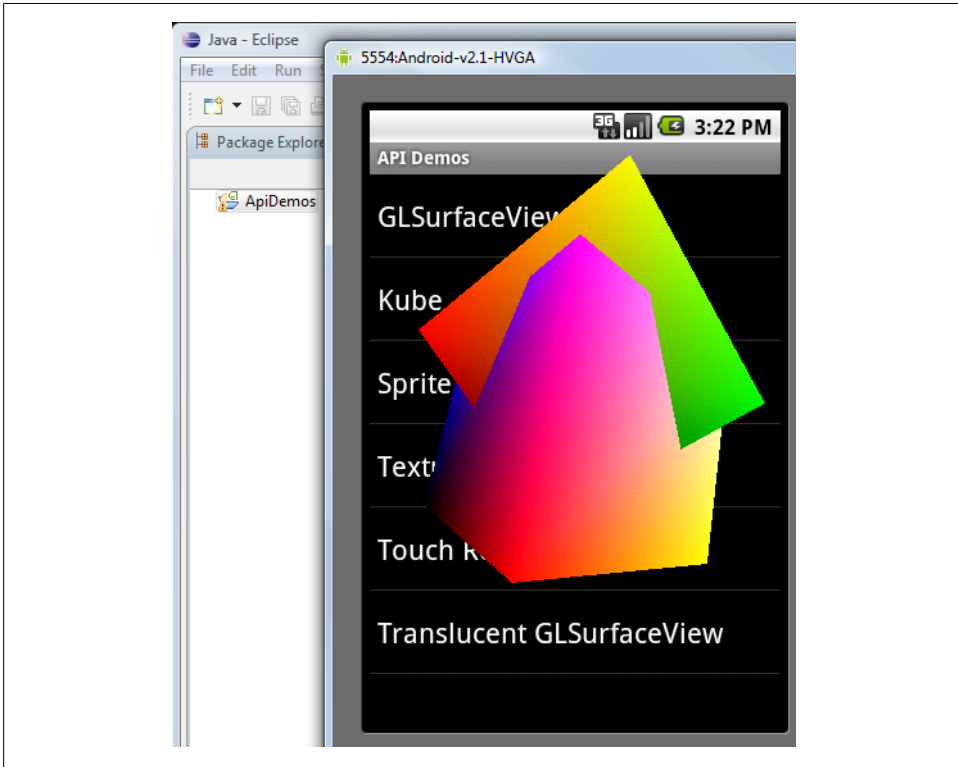 Java - Eclipse
File Edit Run
5554:Android-v2.1-HVGA
Package Explore
ApiDemos
3G 3:22 PM
API Demos
GLSurfaceView
Kube
Sprite
Touch
Translucent GLSurfaceView